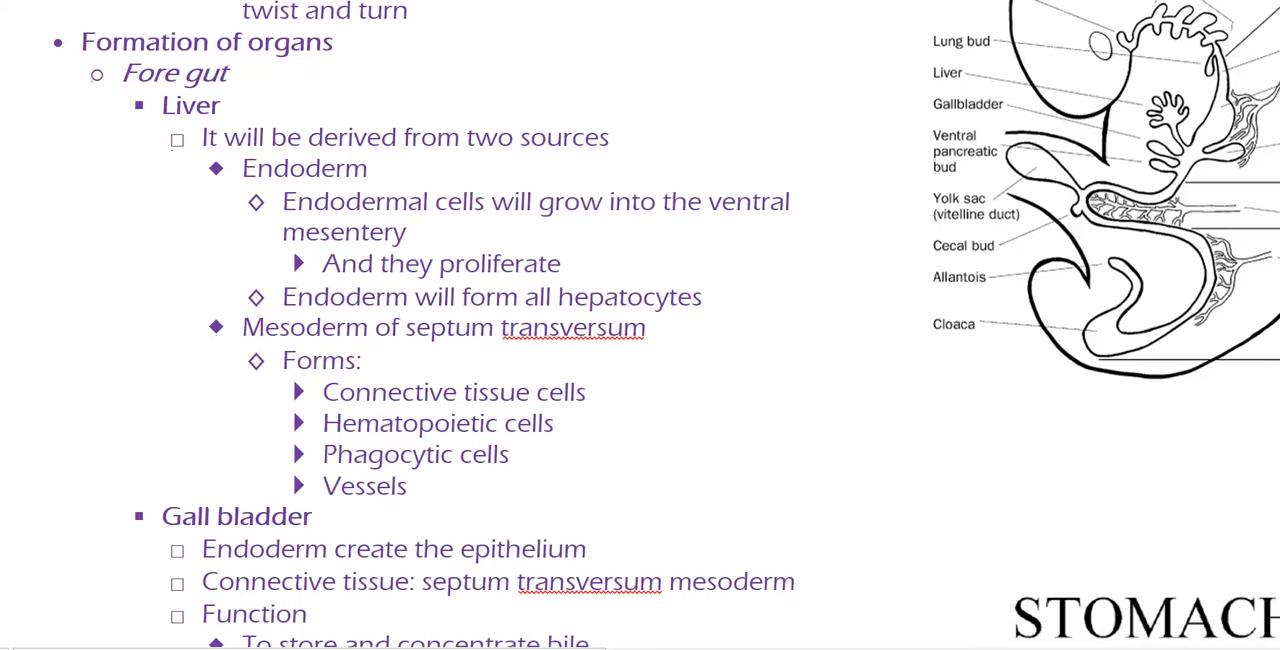 twist and turn
Formation of organs
Fore gut
Liver
It will be derived from two sources
Endoderm
Endodermal cells will grow into the ventral
mesentery
And they proliferate
Endoderm will form all hepatocytes
Mesoderm of septum transversum
Forms:
Connective tissue cells
Hematopoietic cells
Phagocytic cells
Vessels
Gall bladder
Endoderm create the epithelium
Connective tissue: septum transversum mesoderm
Function
To store and concentrate bile
Lung bud
Liver
Gallbladder
Ventral
pancreatic
bud
Yolk sac
(vitelline duct)
Cecal bud
Allantois
Cloaca
STOMACH